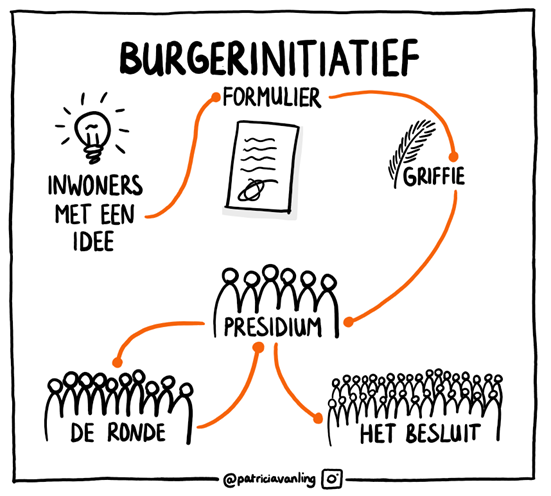 BURGERINITIATIEF
FORMULIER
INWONERS
MET EEN
IDEE
GRIFFIE
PRESIDIUM
DE RONDE
HET BESLUIT
@patriciavanling